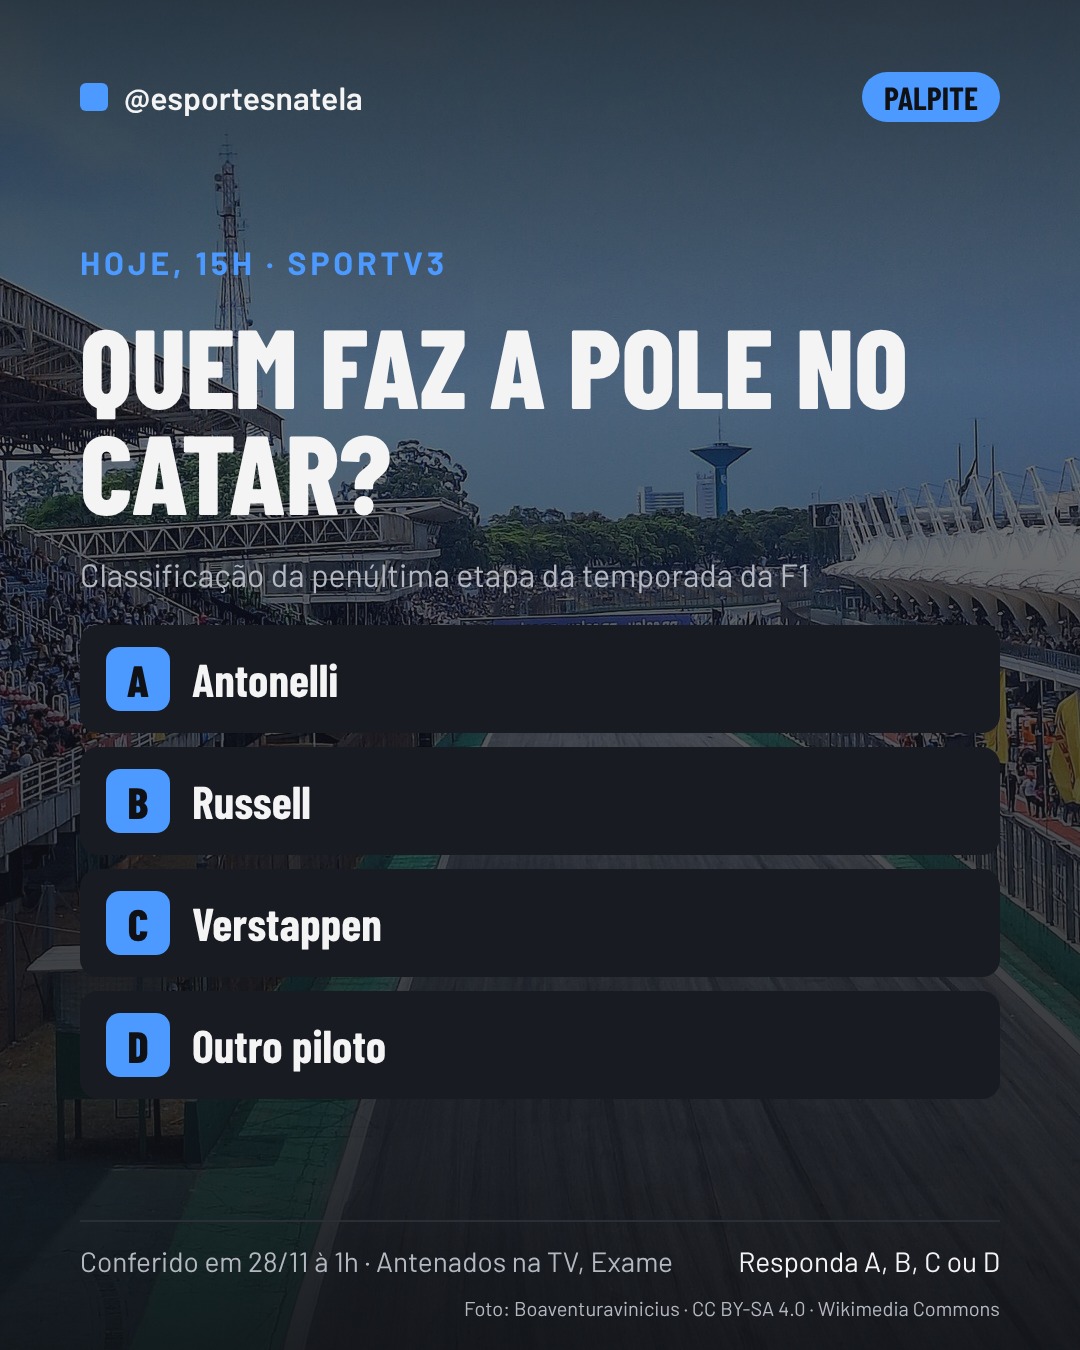 @esportesnatela
PALPITE
HOJE, 15H · SPORTV3
QUEM FAZ A POLE NO
CATAR?
Classificação da penúltima etapa da temporada da F1
A Antonelli
B Russell
C Verstappen
D Outro piloto
Conferido em 28/11 à 1h · Antenados na TV, Exame
Responda A, B, C ou D
Foto: Boaventuravinicius · CC BY-SA 4.0 · Wikimedia Commons